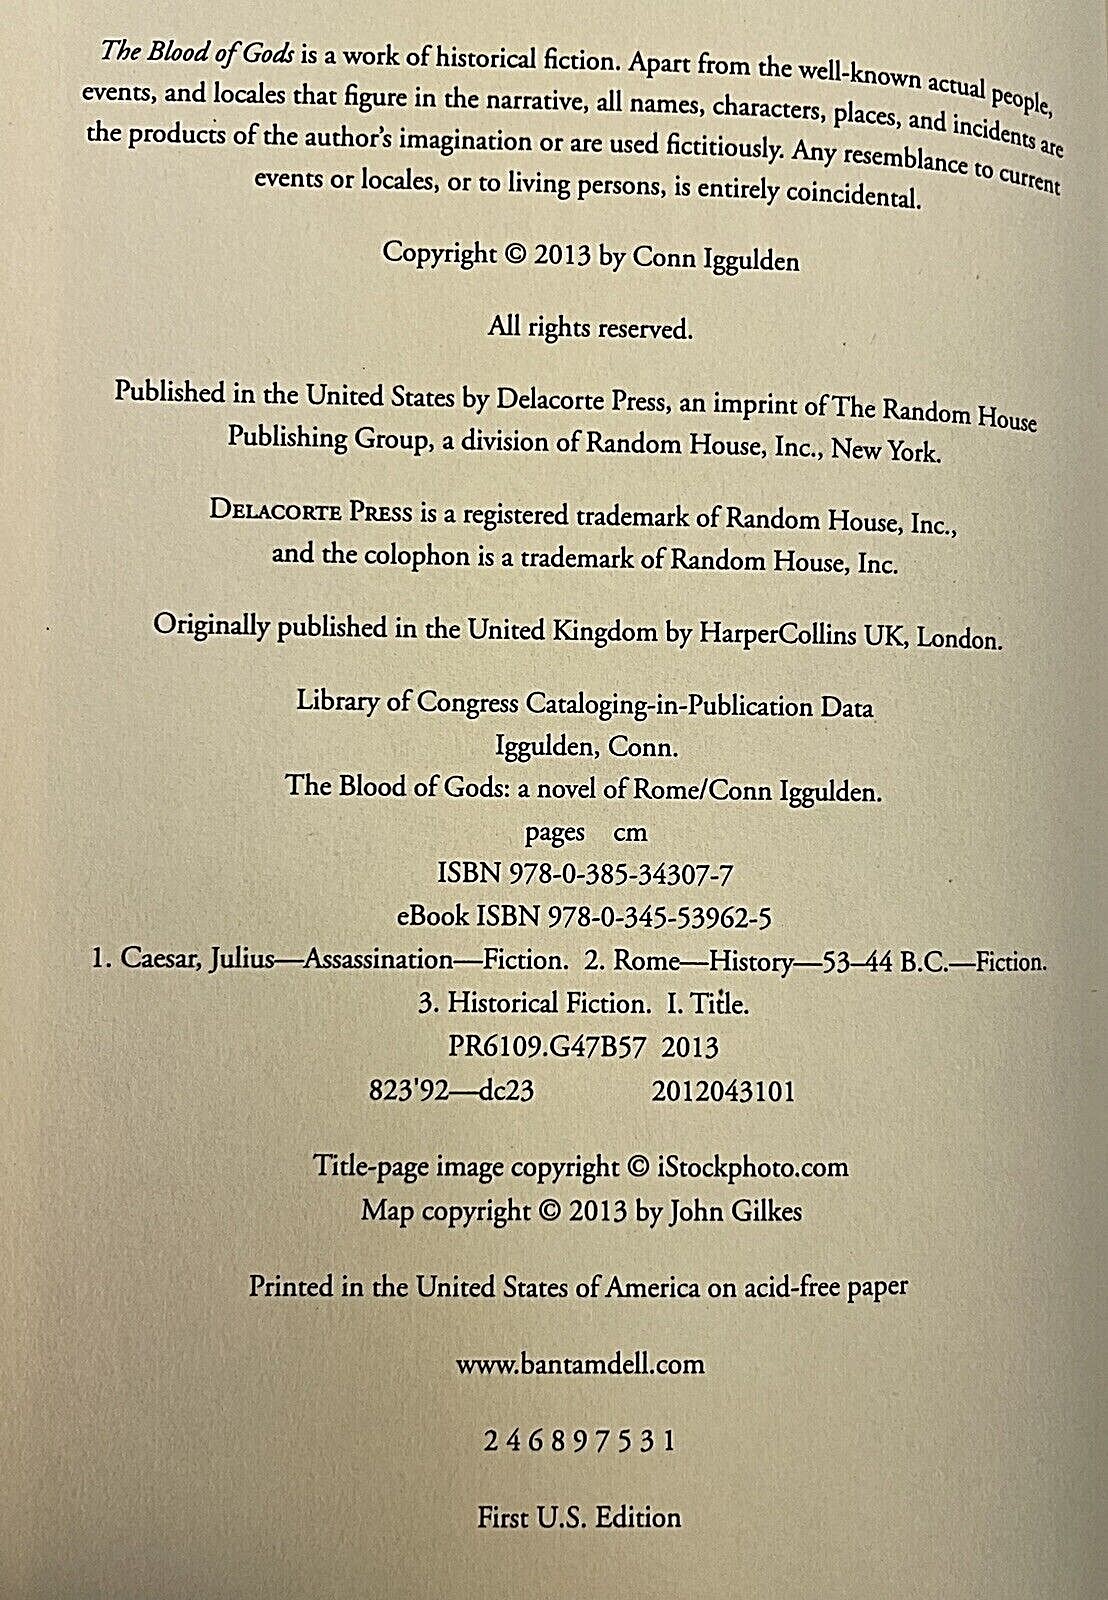 The Blood of Gods is a work of historical fiction. Apart from the well-known actual people,
events, and locales that figure in the narrative, all names, characters, places, and incidents are
the products of the author's imagination or are used fictitiously. Any resemblance to current
events or locales, or to living persons, is entirely coincidental.
Copyright © 2013 by Conn Iggulden
All rights reserved.
Published in the United States by Delacorte Press, an imprint of The Random House
Publishing Group, a division of Random House, Inc., New York.
DELACORTE PRESS is a registered trademark of Random House, Inc.,
and the colophon is a trademark of Random House, Inc.
Originally published in the United Kingdom by HarperCollins UK, London.
Library of Congress Cataloging-in-Publication Data
Iggulden, Conn.
The Blood of Gods: a novel of Rome/Conn Iggulden.
pages cm
ISBN 978-0-385-34307-7
eBook ISBN 978-0-345-53962-5
1. Caesar, Julius—Assassination—Fiction. 2. Rome—History—53–44 B.C.—Fiction.
3. Historical Fiction. I. Title.
PR6109.G47B57 2013
823'92—dc23 2012043101
Title-page image copyright © iStockphoto.com
Map copyright © 2013 by John Gilkes
Printed in the United States of America on acid-free paper
www.bantamdell.com
2 4 6 8 9 7 5 3 1
First U.S. Edition